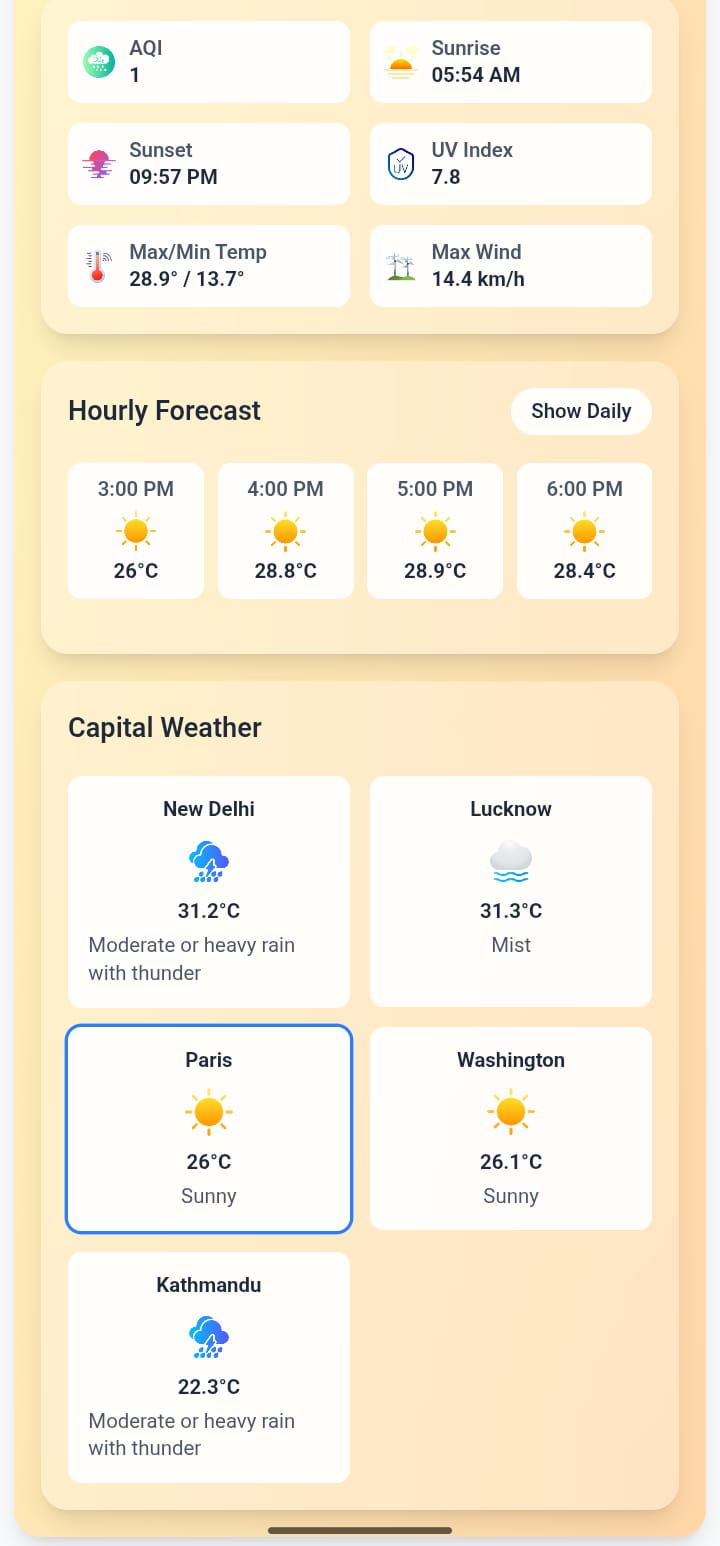 AQI
1
Sunrise
05:54 AM
Sunset
09:57 PM
UV
UV Index
7.8
Max/Min Temp
28.9° / 13.7°
Max Wind
14.4 km/h
Hourly Forecast
Show Daily
3:00 PM
26°C
4:00 PM
28.8°C
5:00 PM
28.9°C
6:00 PM
28.4°C
Capital Weather
New Delhi
31.2°C
Moderate or heavy rain
with thunder
Lucknow
31.3°C
Mist
Paris
26°C
Sunny
Washington
26.1°C
Sunny
Kathmandu
22.3°C
Moderate or heavy rain
with thunder